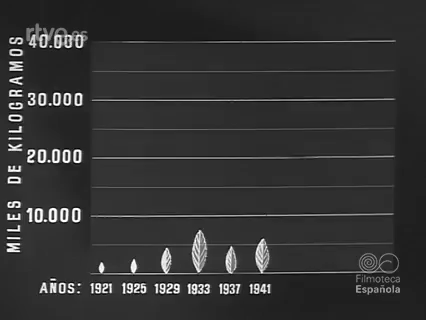 rtve.es
MILES DE KILOGRAMOS
40.000
30.000
20.000
10.000
AÑOS: 1921 1925 1929 1933 1937 1941
Filmoteca
Española